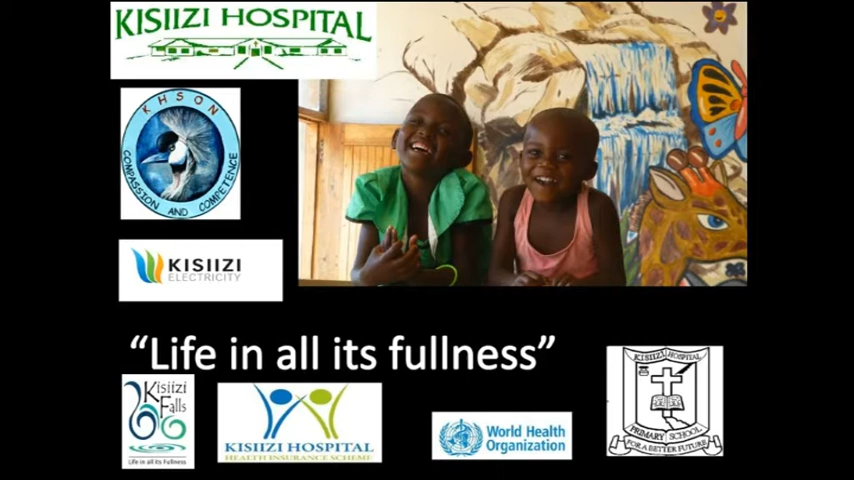 KISIIZI HOSPITAL
KHSON
COMPASSION AND COMPETENCE
KISIIZI
ELECTRICITY
“Life in all its fullness”
Kisiizi
Falls
Life in all its Fullness
KISIIZI HOSPITAL
HEALTH INSURANCE SCHEME
World Health
Organization
KISIIZI HOSPITAL
PRIMARY SCHOOL
FOR A BETTER FUTURE